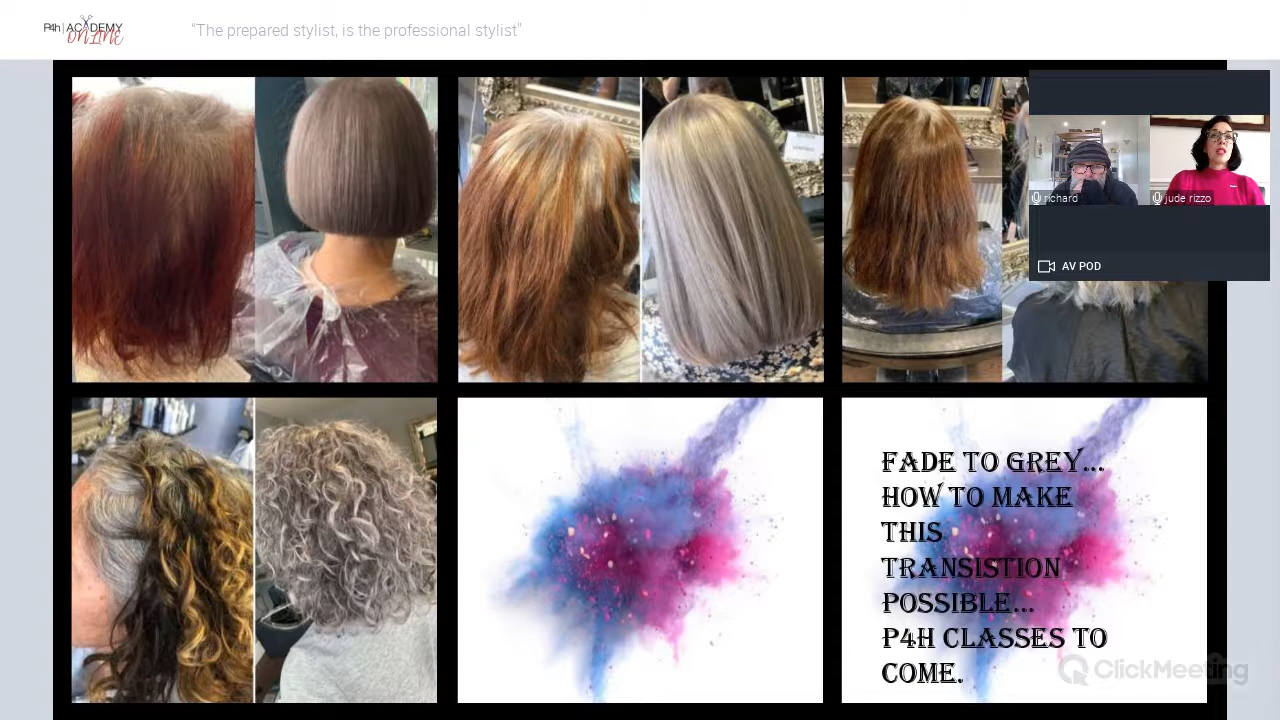 P4h | ACADEMY
ONLINE
“The prepared stylist, is the professional stylist”
richard
jude rizzo
AV POD
FADE TO GREY...
HOW TO MAKE
THIS
TRANSISTION
POSSIBLE...
P4H CLASSES TO
COME.
ClickMeeting